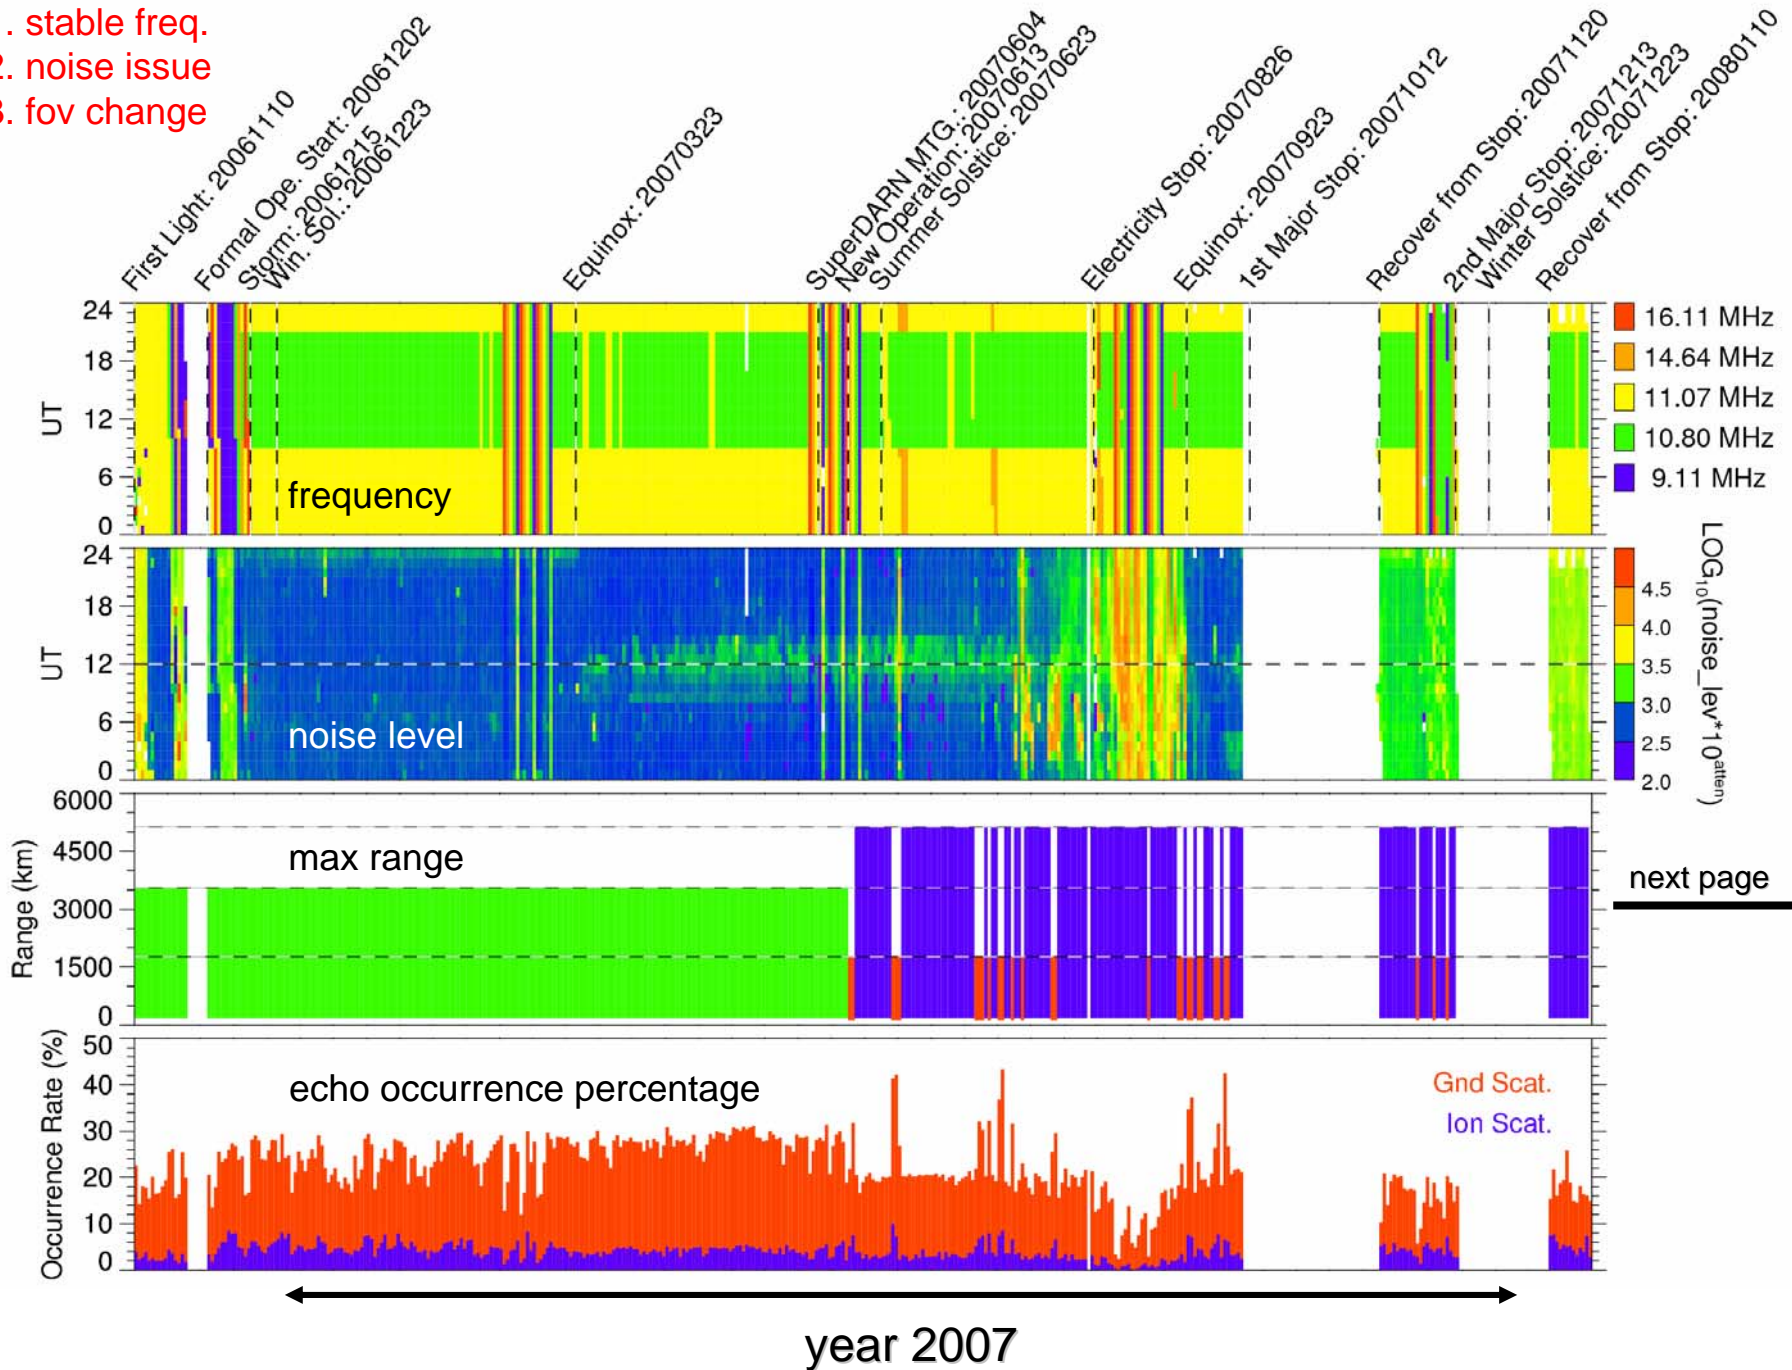 . stable freq.
2. noise issue
3. fov change
First Light: 20061110
Formal Ope. Start: 20061202
Storm: 20061215
Win. Sol.: 20061223
Equinox: 20070323
SuperDARN MTG.: 20070604
New Operation: 20070613
Summer Solstice: 20070623
Electricity Stop: 20070826
Equinox: 20070923
1st Major Stop: 20071012
Recover from Stop: 20071120
2nd Major Stop: 20071213
Winter Solstice: 20071223
Recover from Stop: 20080110
24
18
12
6
0
UT
frequency
16.11 MHz
14.64 MHz
11.07 MHz
10.80 MHz
9.11 MHz
24
18
12
6
0
UT
noise level
4.5
4.0
3.5
3.0
2.5
2.0
LOG10(noise_lev*10^atten)
6000
4500
3000
1500
0
Range (km)
max range
next page
50
40
30
20
10
0
Occurrence Rate (%)
echo occurrence percentage
Gnd Scat.
Ion Scat.
year 2007